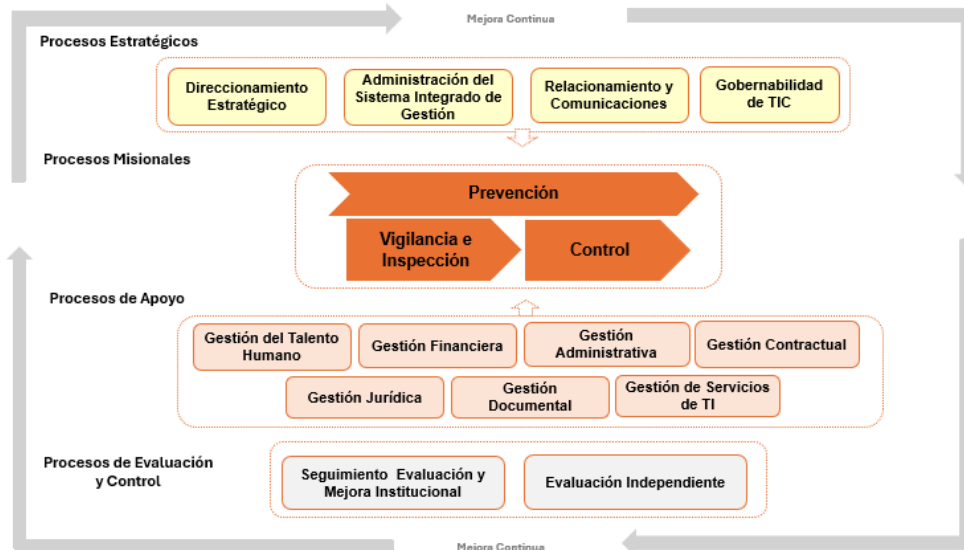 Mejora Continua
Procesos Estratégicos
Direccionamiento
Estratégico
Administración del
Sistema Integrado de
Gestión
Relacionamiento y
Comunicaciones
Gobernabilidad
de TIC
Procesos Misionales
Prevención
Vigilancia e
Inspección
Control
Procesos de Apoyo
Gestión del Talento
Humano
Gestión Financiera
Gestión
Administrativa
Gestión Contractual
Gestión Jurídica
Gestión
Documental
Gestión de Servicios
de TI
Procesos de Evaluación
y Control
Seguimiento Evaluación y
Mejora Institucional
Evaluación Independiente
Mejora Continua